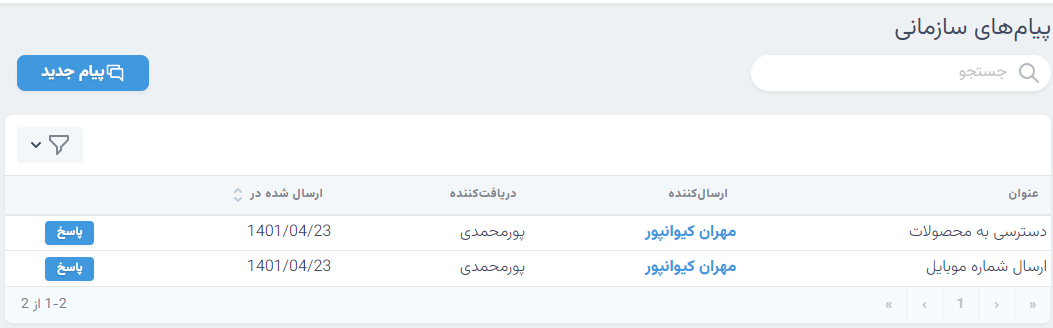 پیام‌های سازمانی
جستجو
پیام جدید
عنوان ارسال‌کننده دریافت‌کننده ارسال شده در
دسترسی به محصولات مهران کیوانپور پورمحمدی 1401/04/23 پاسخ
ارسال شماره موبایل مهران کیوانپور پورمحمدی 1401/04/23 پاسخ
« ‹ 1 › »
1-2 از 2